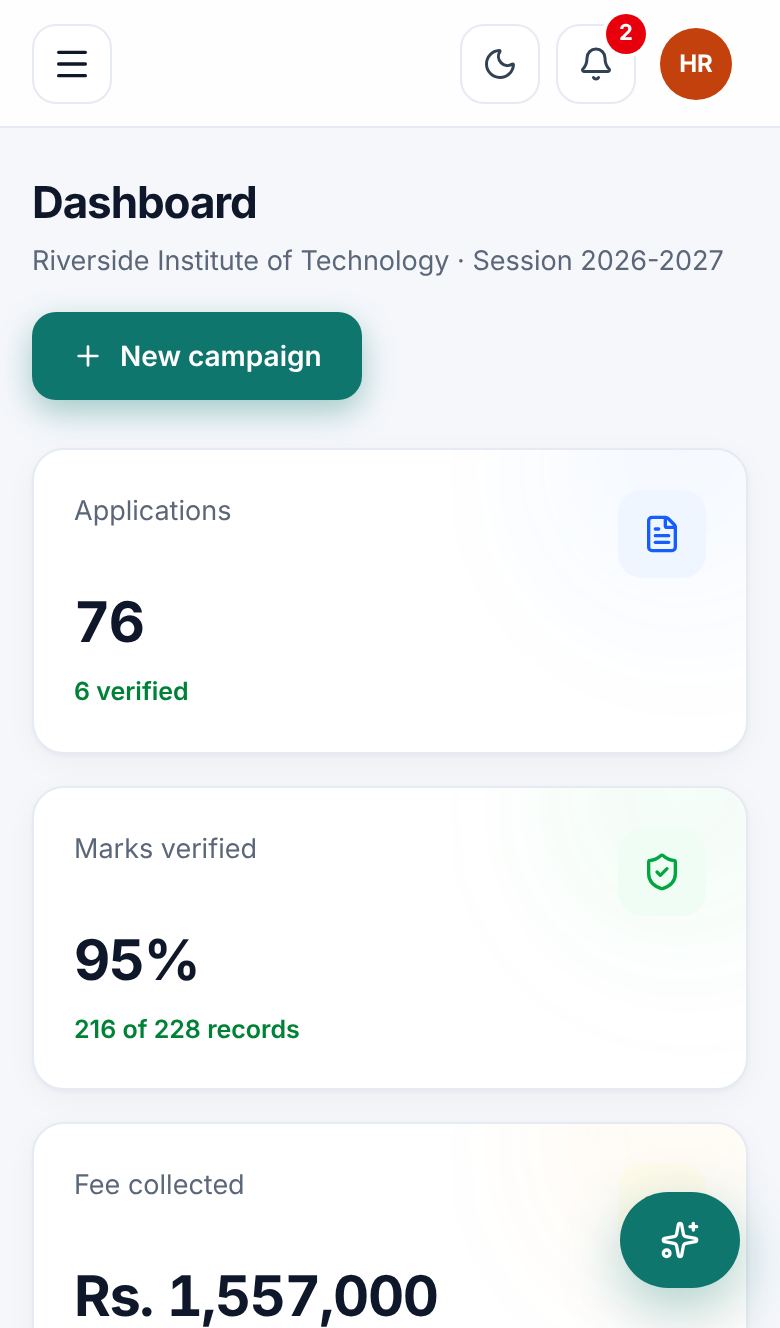 2
HR
Dashboard
Riverside Institute of Technology · Session 2026-2027
New campaign
Applications
76
6 verified
Marks verified
95%
216 of 228 records
Fee collected
Rs. 1,557,000